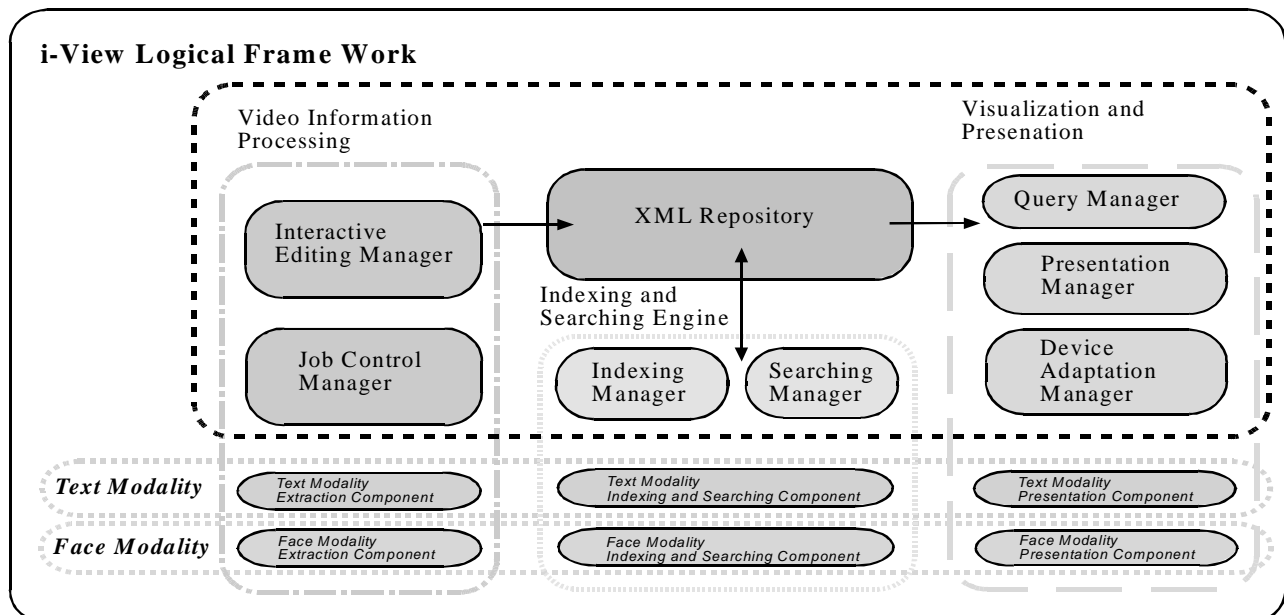 i-View Logical Frame Work
Video Information
Processing
Visualization and
Presenation
Interactive
Editing Manager
XML Repository
Query Manager
Presentation
Manager
Indexing and
Searching Engine
Job Control
Manager
Indexing
Manager
Searching
Manager
Device
Adaptation
Manager
Text Modality
Text Modality
Extraction Component
Text Modality
Indexing and Searching Component
Text Modality
Presentation Component
Face Modality
Face Modality
Extraction Component
Face Modality
Indexing and Searching Component
Face Modality
Presentation Component